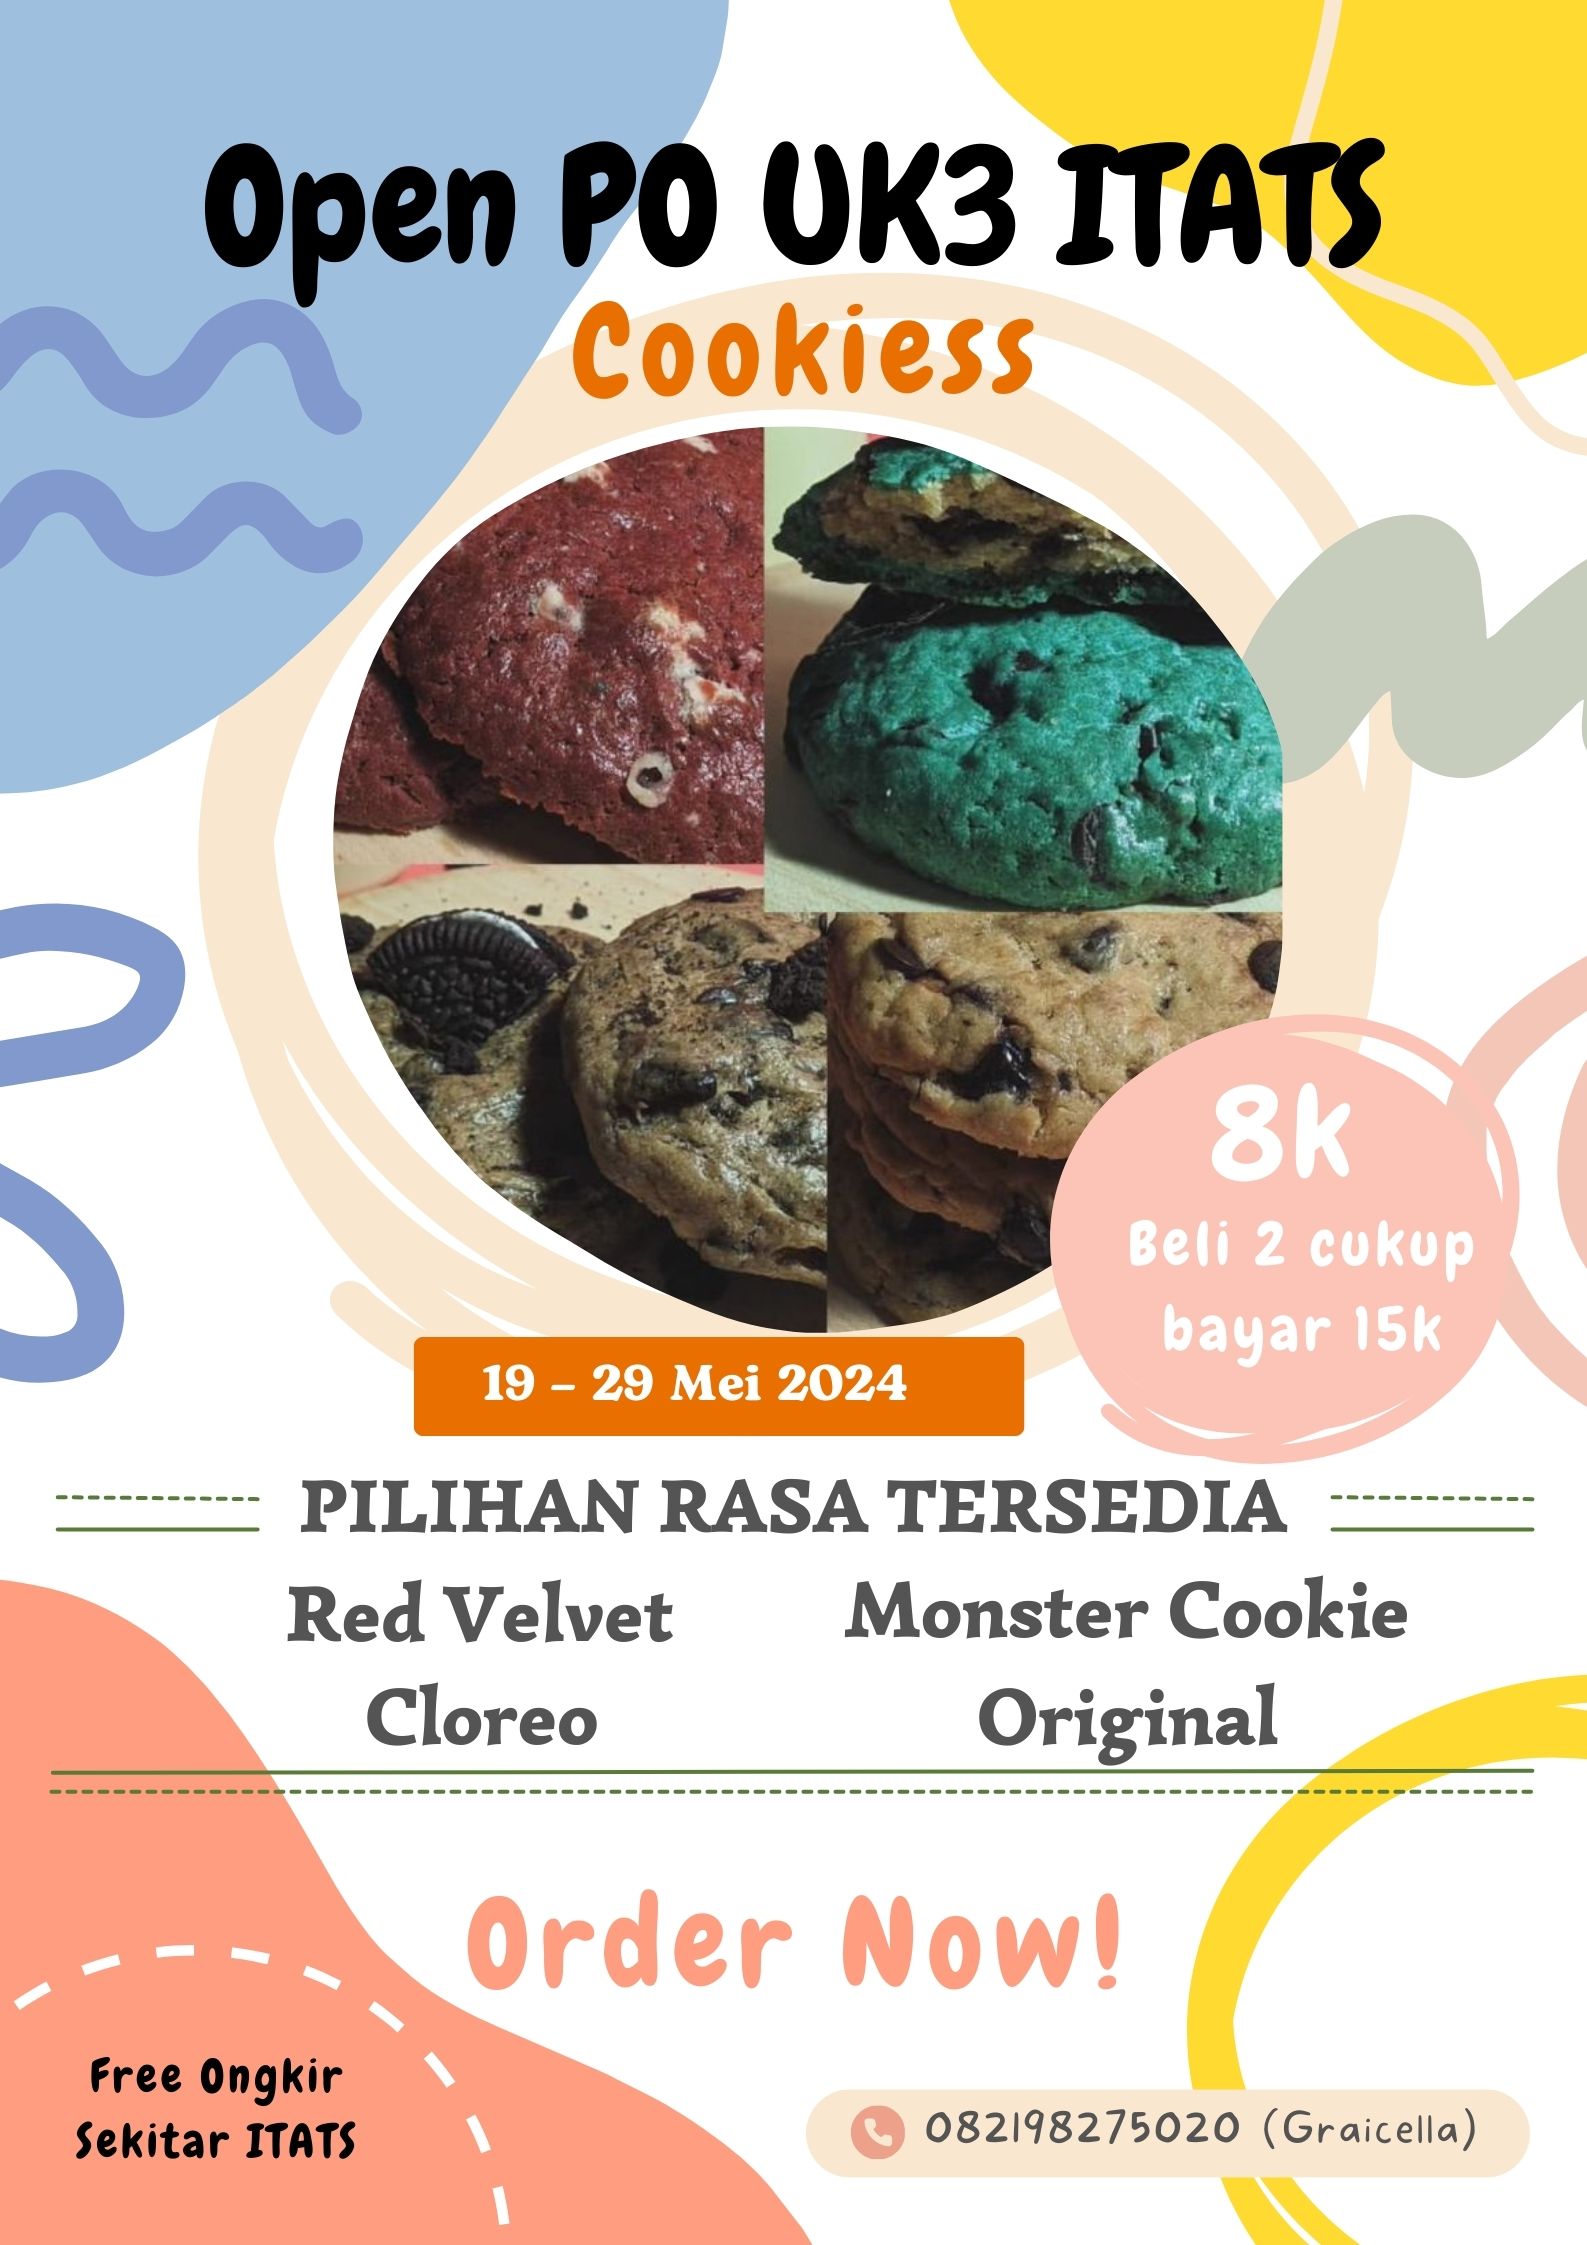 Open PO UK3 ITATS
Cookiess
8k
Beli 2 cukup
bayar 15k
19 – 29 Mei 2024
PILIHAN RASA TERSEDIA
Red Velvet
Monster Cookie
Cloreo
Original
Order Now!
Free Ongkir
Sekitar ITATS
082198275020 (Graicella)